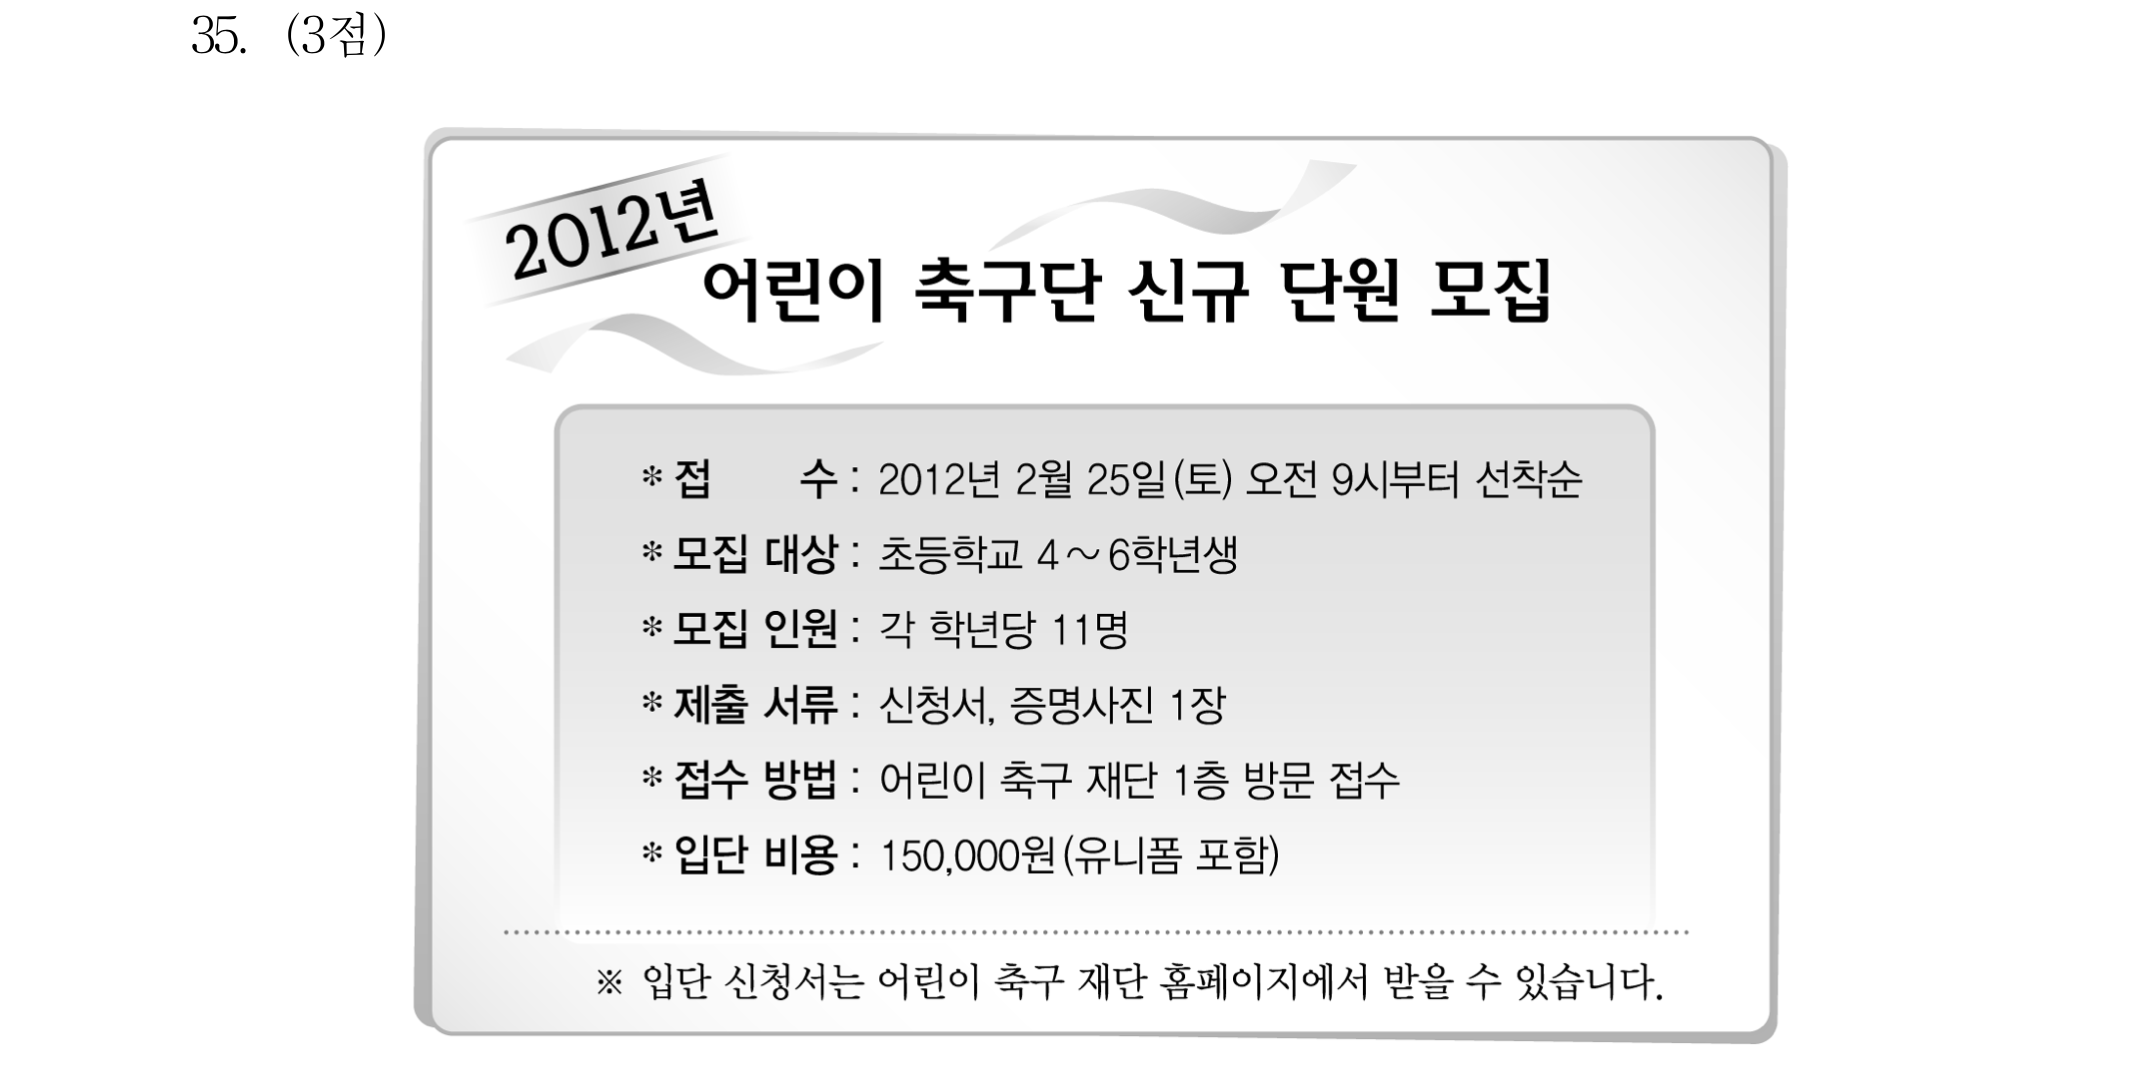 35. (3점)
2012년
어린이 축구단 신규 단원 모집
* 접 수 : 2012년 2월 25일(토) 오전 9시부터 선착순
* 모집 대상 : 초등학교 4~6학년생
* 모집 인원 : 각 학년당 11명
* 제출 서류 : 신청서, 증명사진 1장
* 접수 방법 : 어린이 축구 재단 1층 방문 접수
* 입단 비용 : 150,000원(유니폼 포함)
※ 입단 신청서는 어린이 축구 재단 홈페이지에서 받을 수 있습니다.